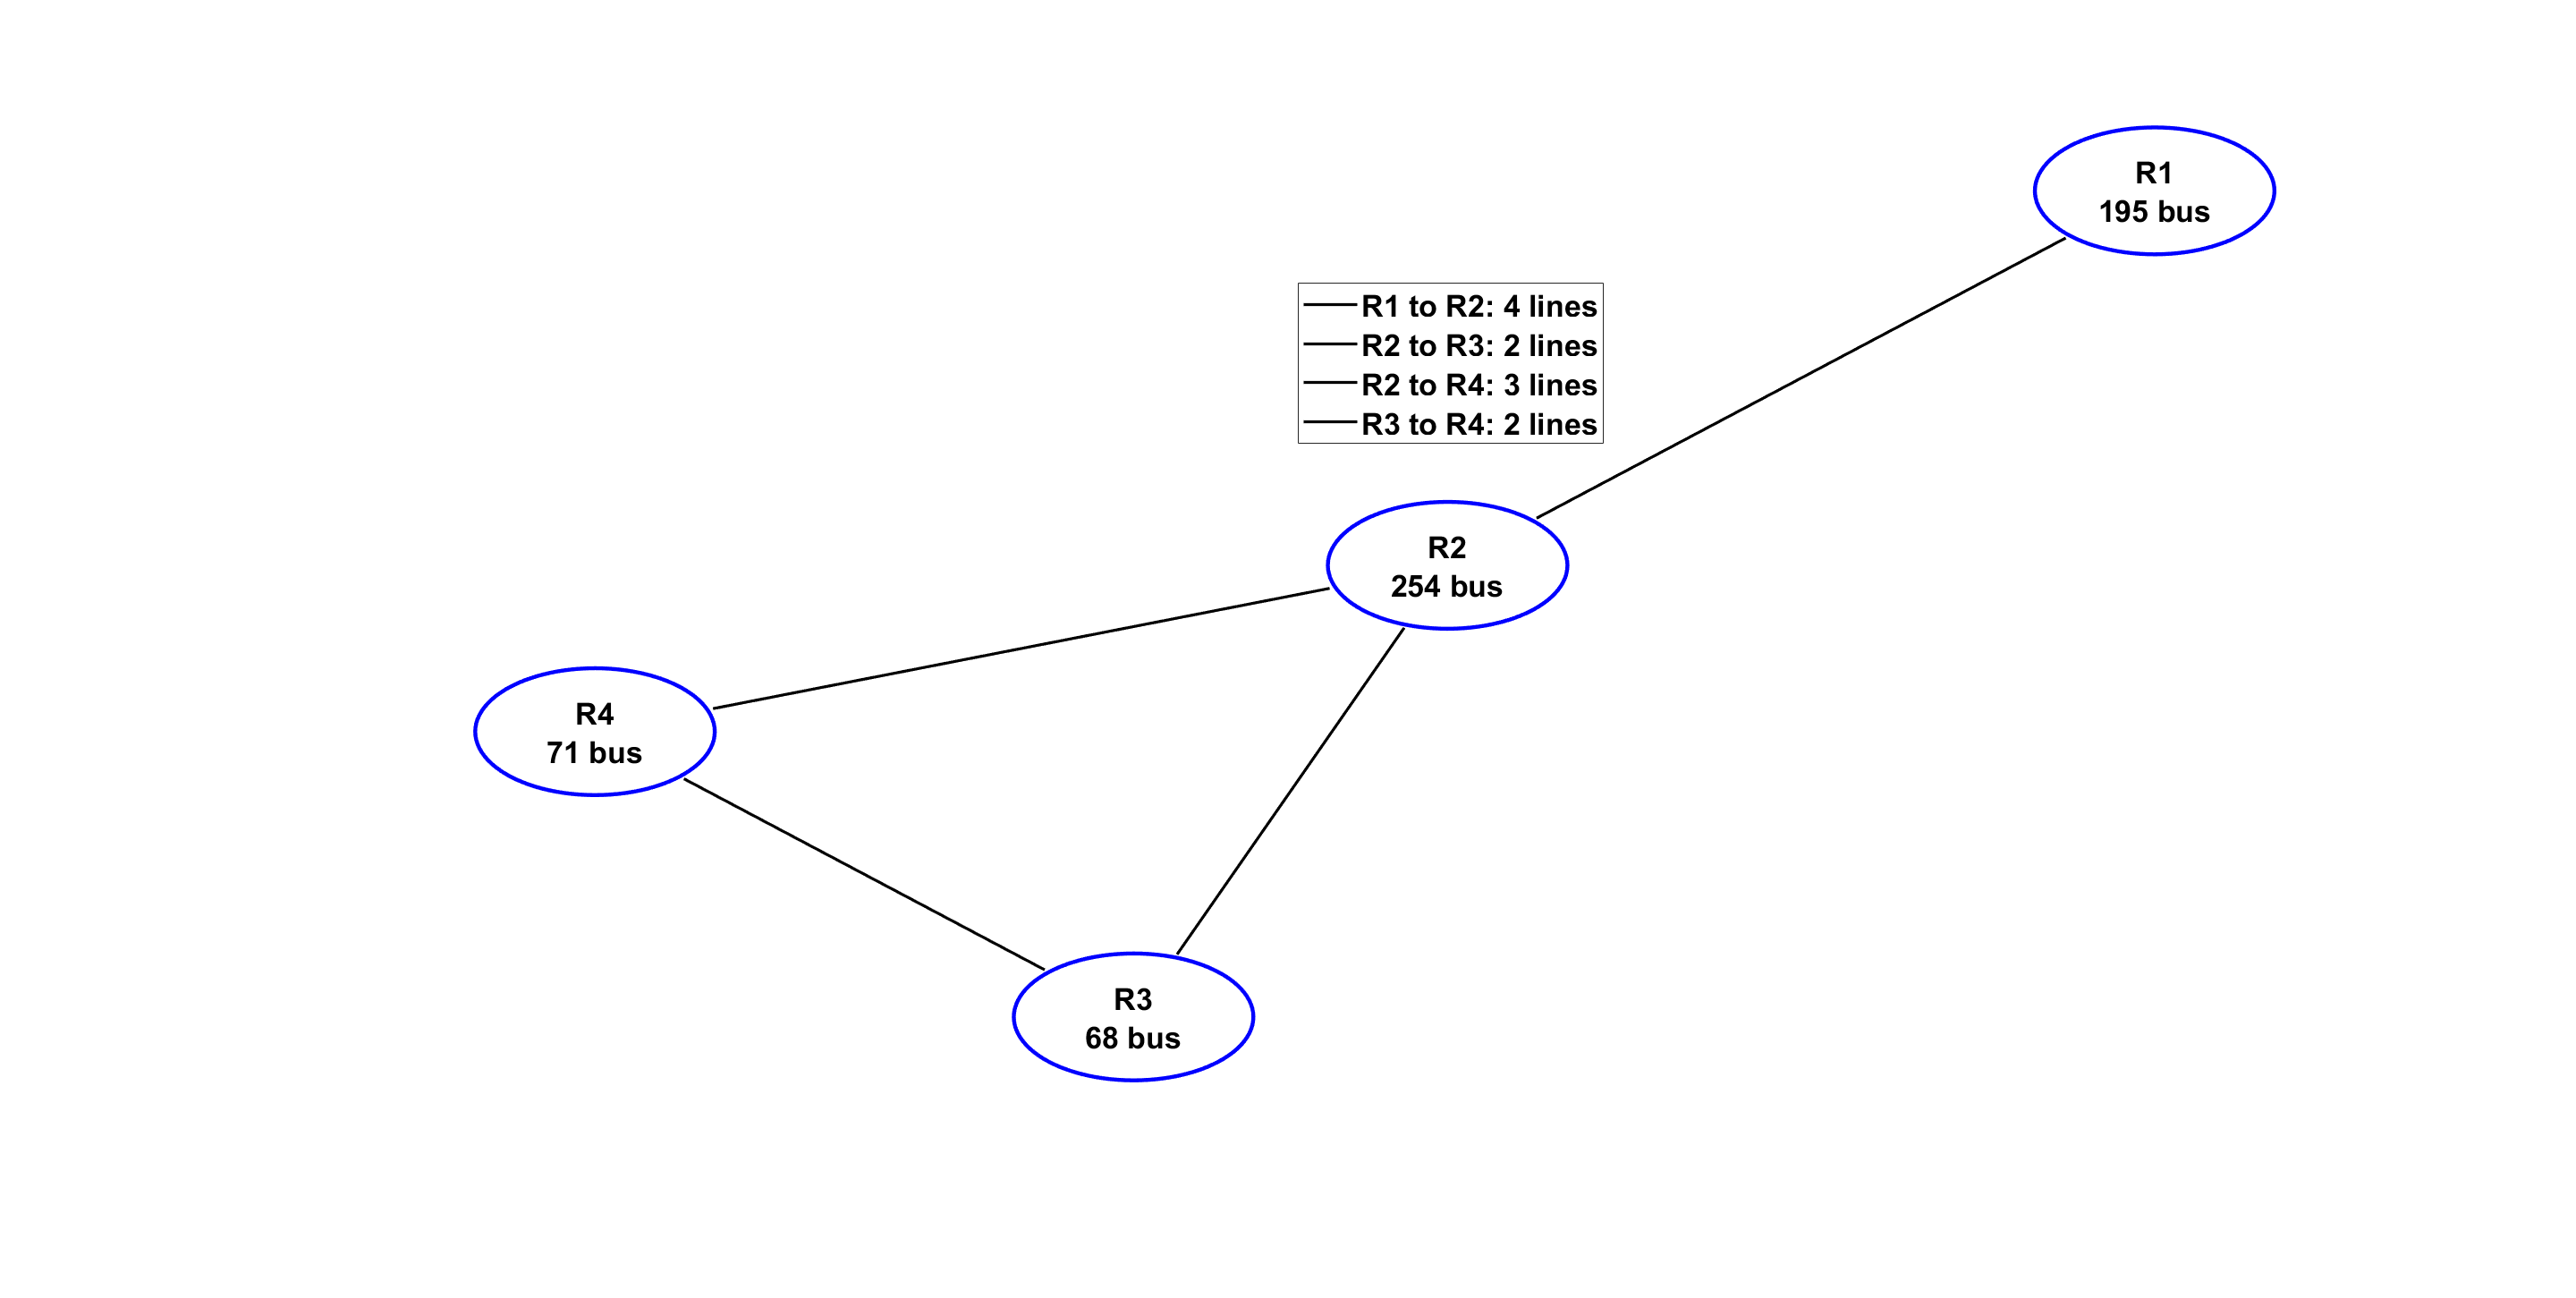 R1
195 bus
R1 to R2: 4 lines
R2 to R3: 2 lines
R2 to R4: 3 lines
R3 to R4: 2 lines
R2
254 bus
R4
71 bus
R3
68 bus